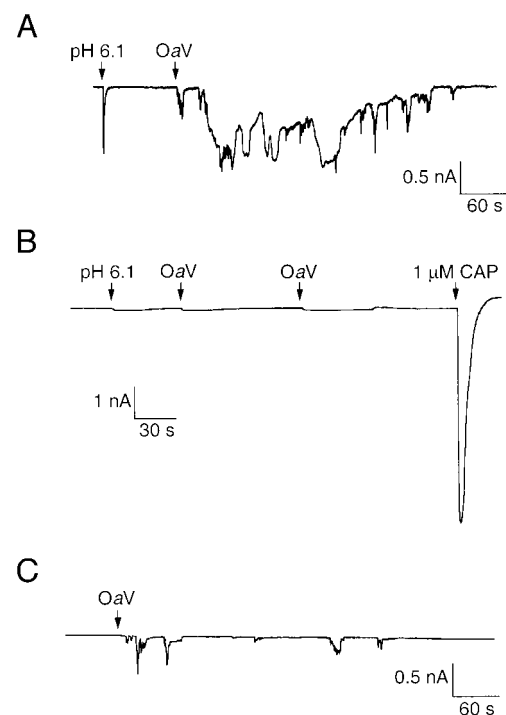 A
pH 6.1 OaV
0.5 nA
60 s
B
pH 6.1 OaV OaV 1 μM CAP
1 nA
30 s
C
OaV
0.5 nA
60 s